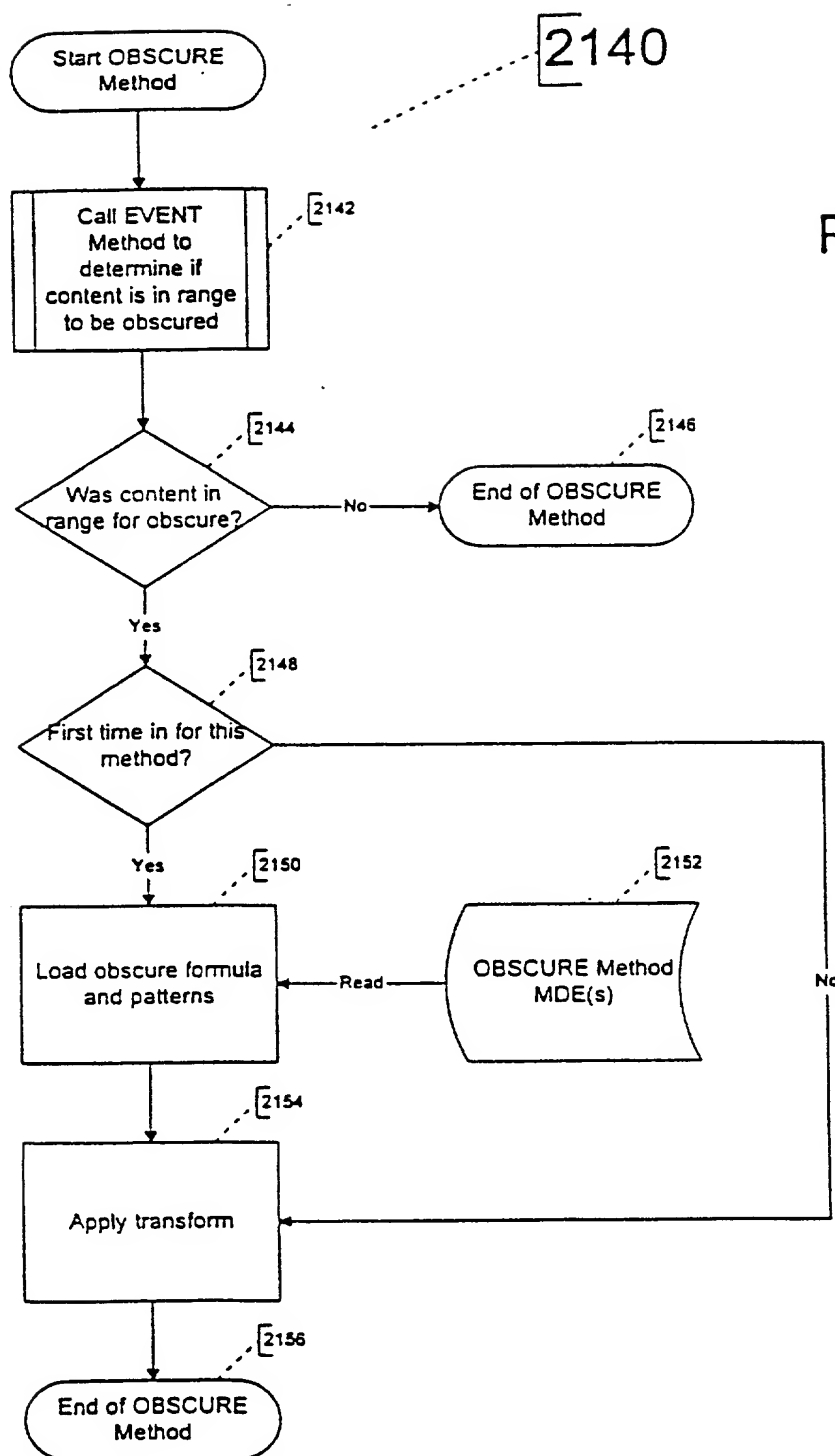 Start OBSCURE
Method
2140
Call EVENT
Method to
determine if
content is in range
to be obscured
2142
F
2144
Was content in
range for obscure?
No
2146
End of OBSCURE
Method
Yes
2148
First time in for this
method?
Yes
2150
Load obscure formula
and patterns
Read
2152
OBSCURE Method
MDE(s)
No
2154
Apply transform
2156
End of OBSCURE
Method